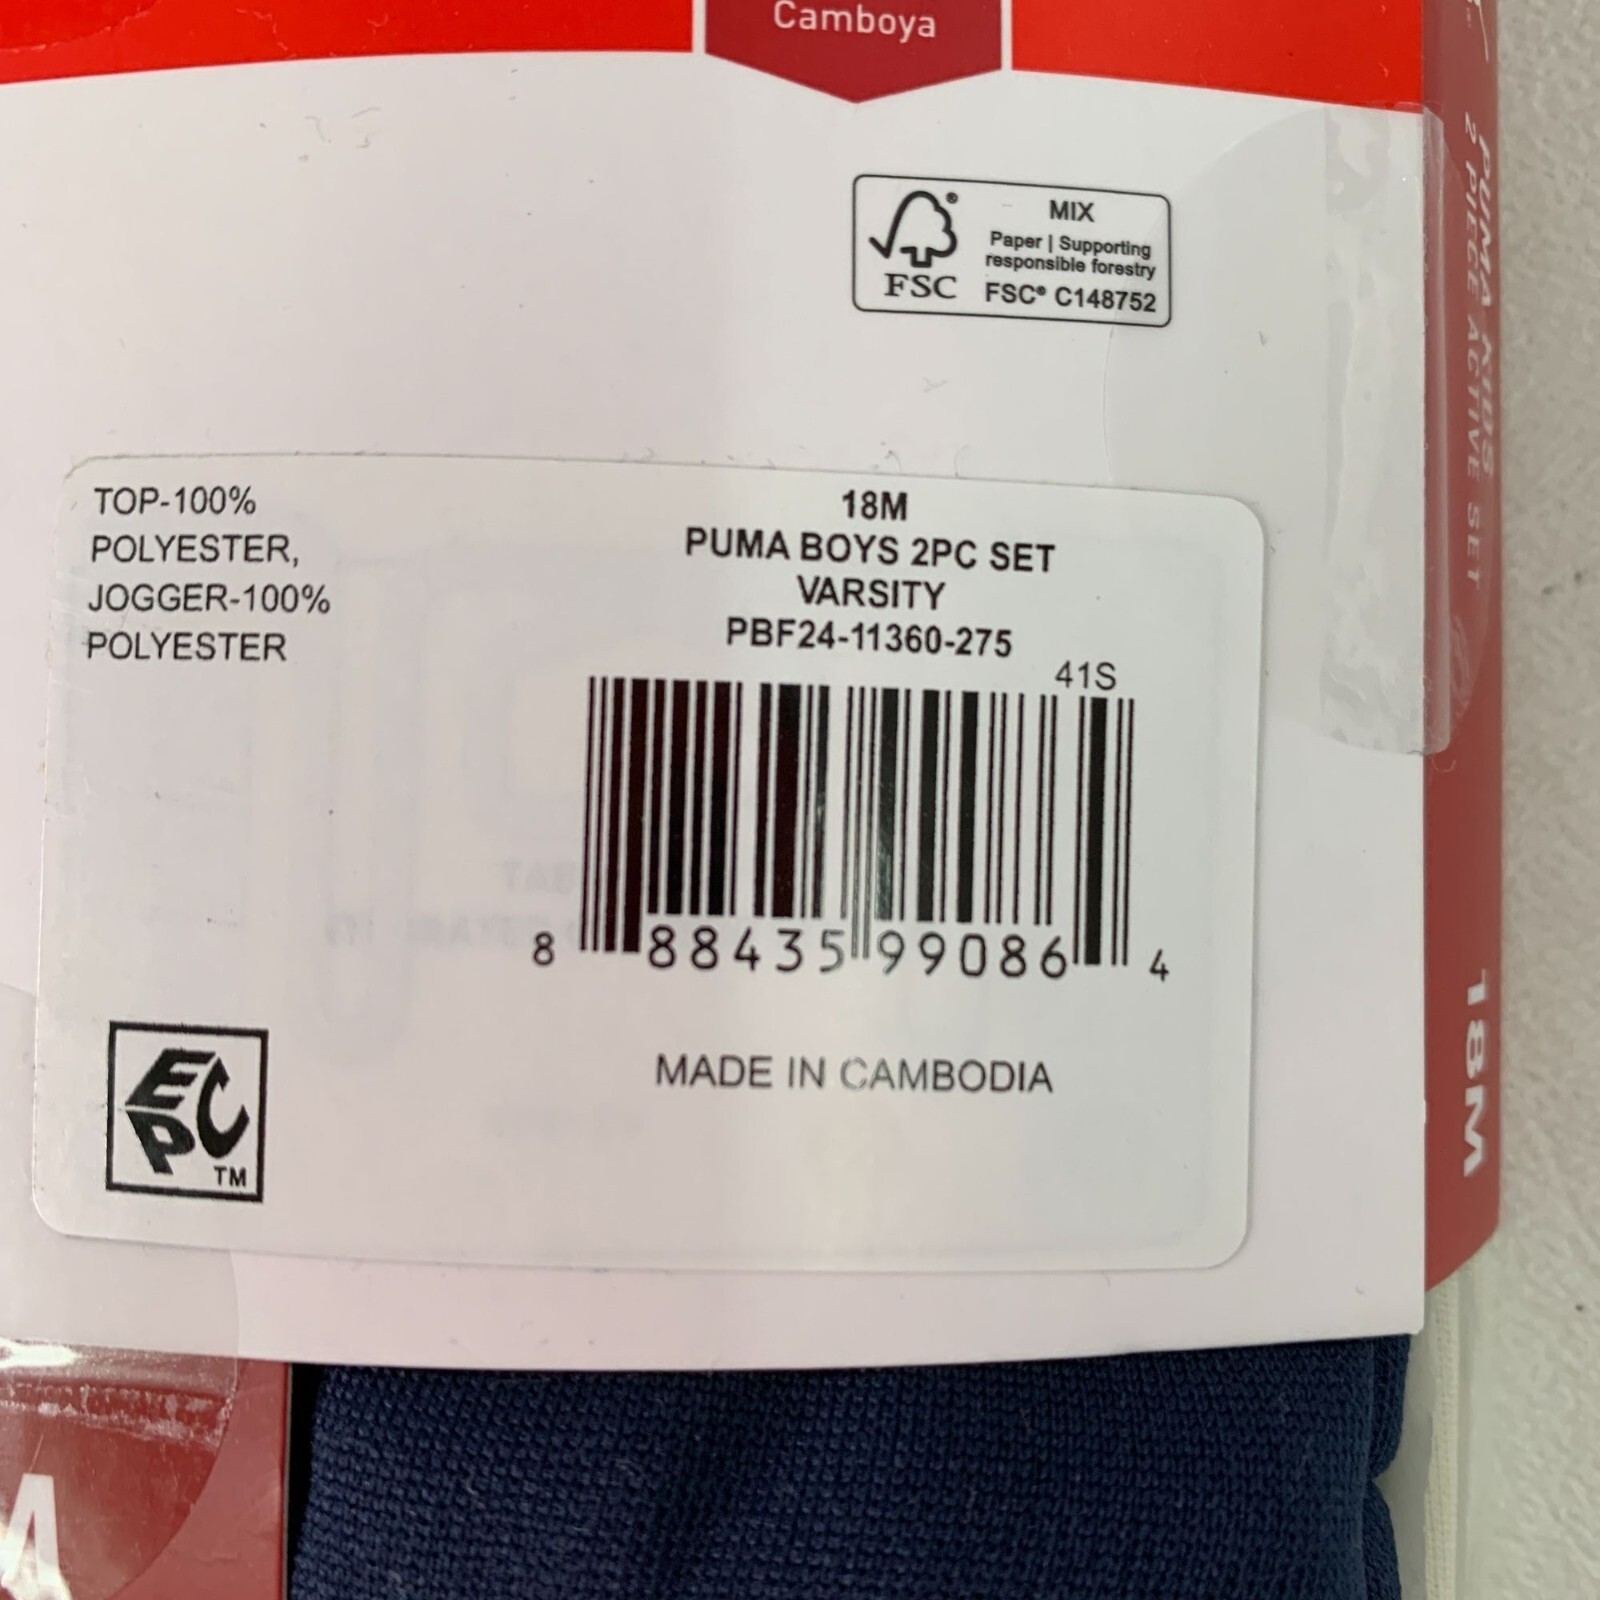 Camboya
MIX
Paper | Supporting
responsible forestry
FSC® C148752
FSC
TOP-100%
POLYESTER,
JOGGER-100%
POLYESTER
18M
PUMA BOYS 2PC SET
VARSITY
PBF24-11360-275
41S
8 88435 99086 4
MADE IN CAMBODIA
EPC
TM
PUMA KIDS
2 PIECE ACTIVE SET
18M